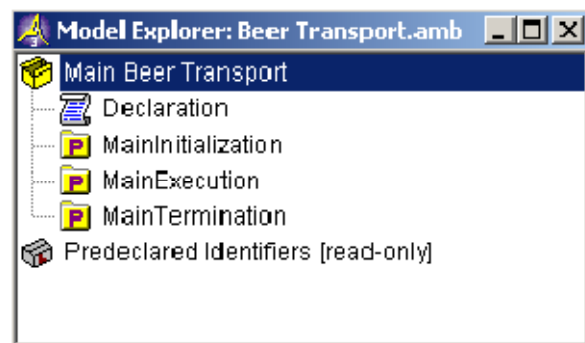 Model Explorer: Beer Transport.amb
Main Beer Transport
Declaration
P MainInitialization
P MainExecution
P MainTermination
Predeclared Identifiers [read-only]